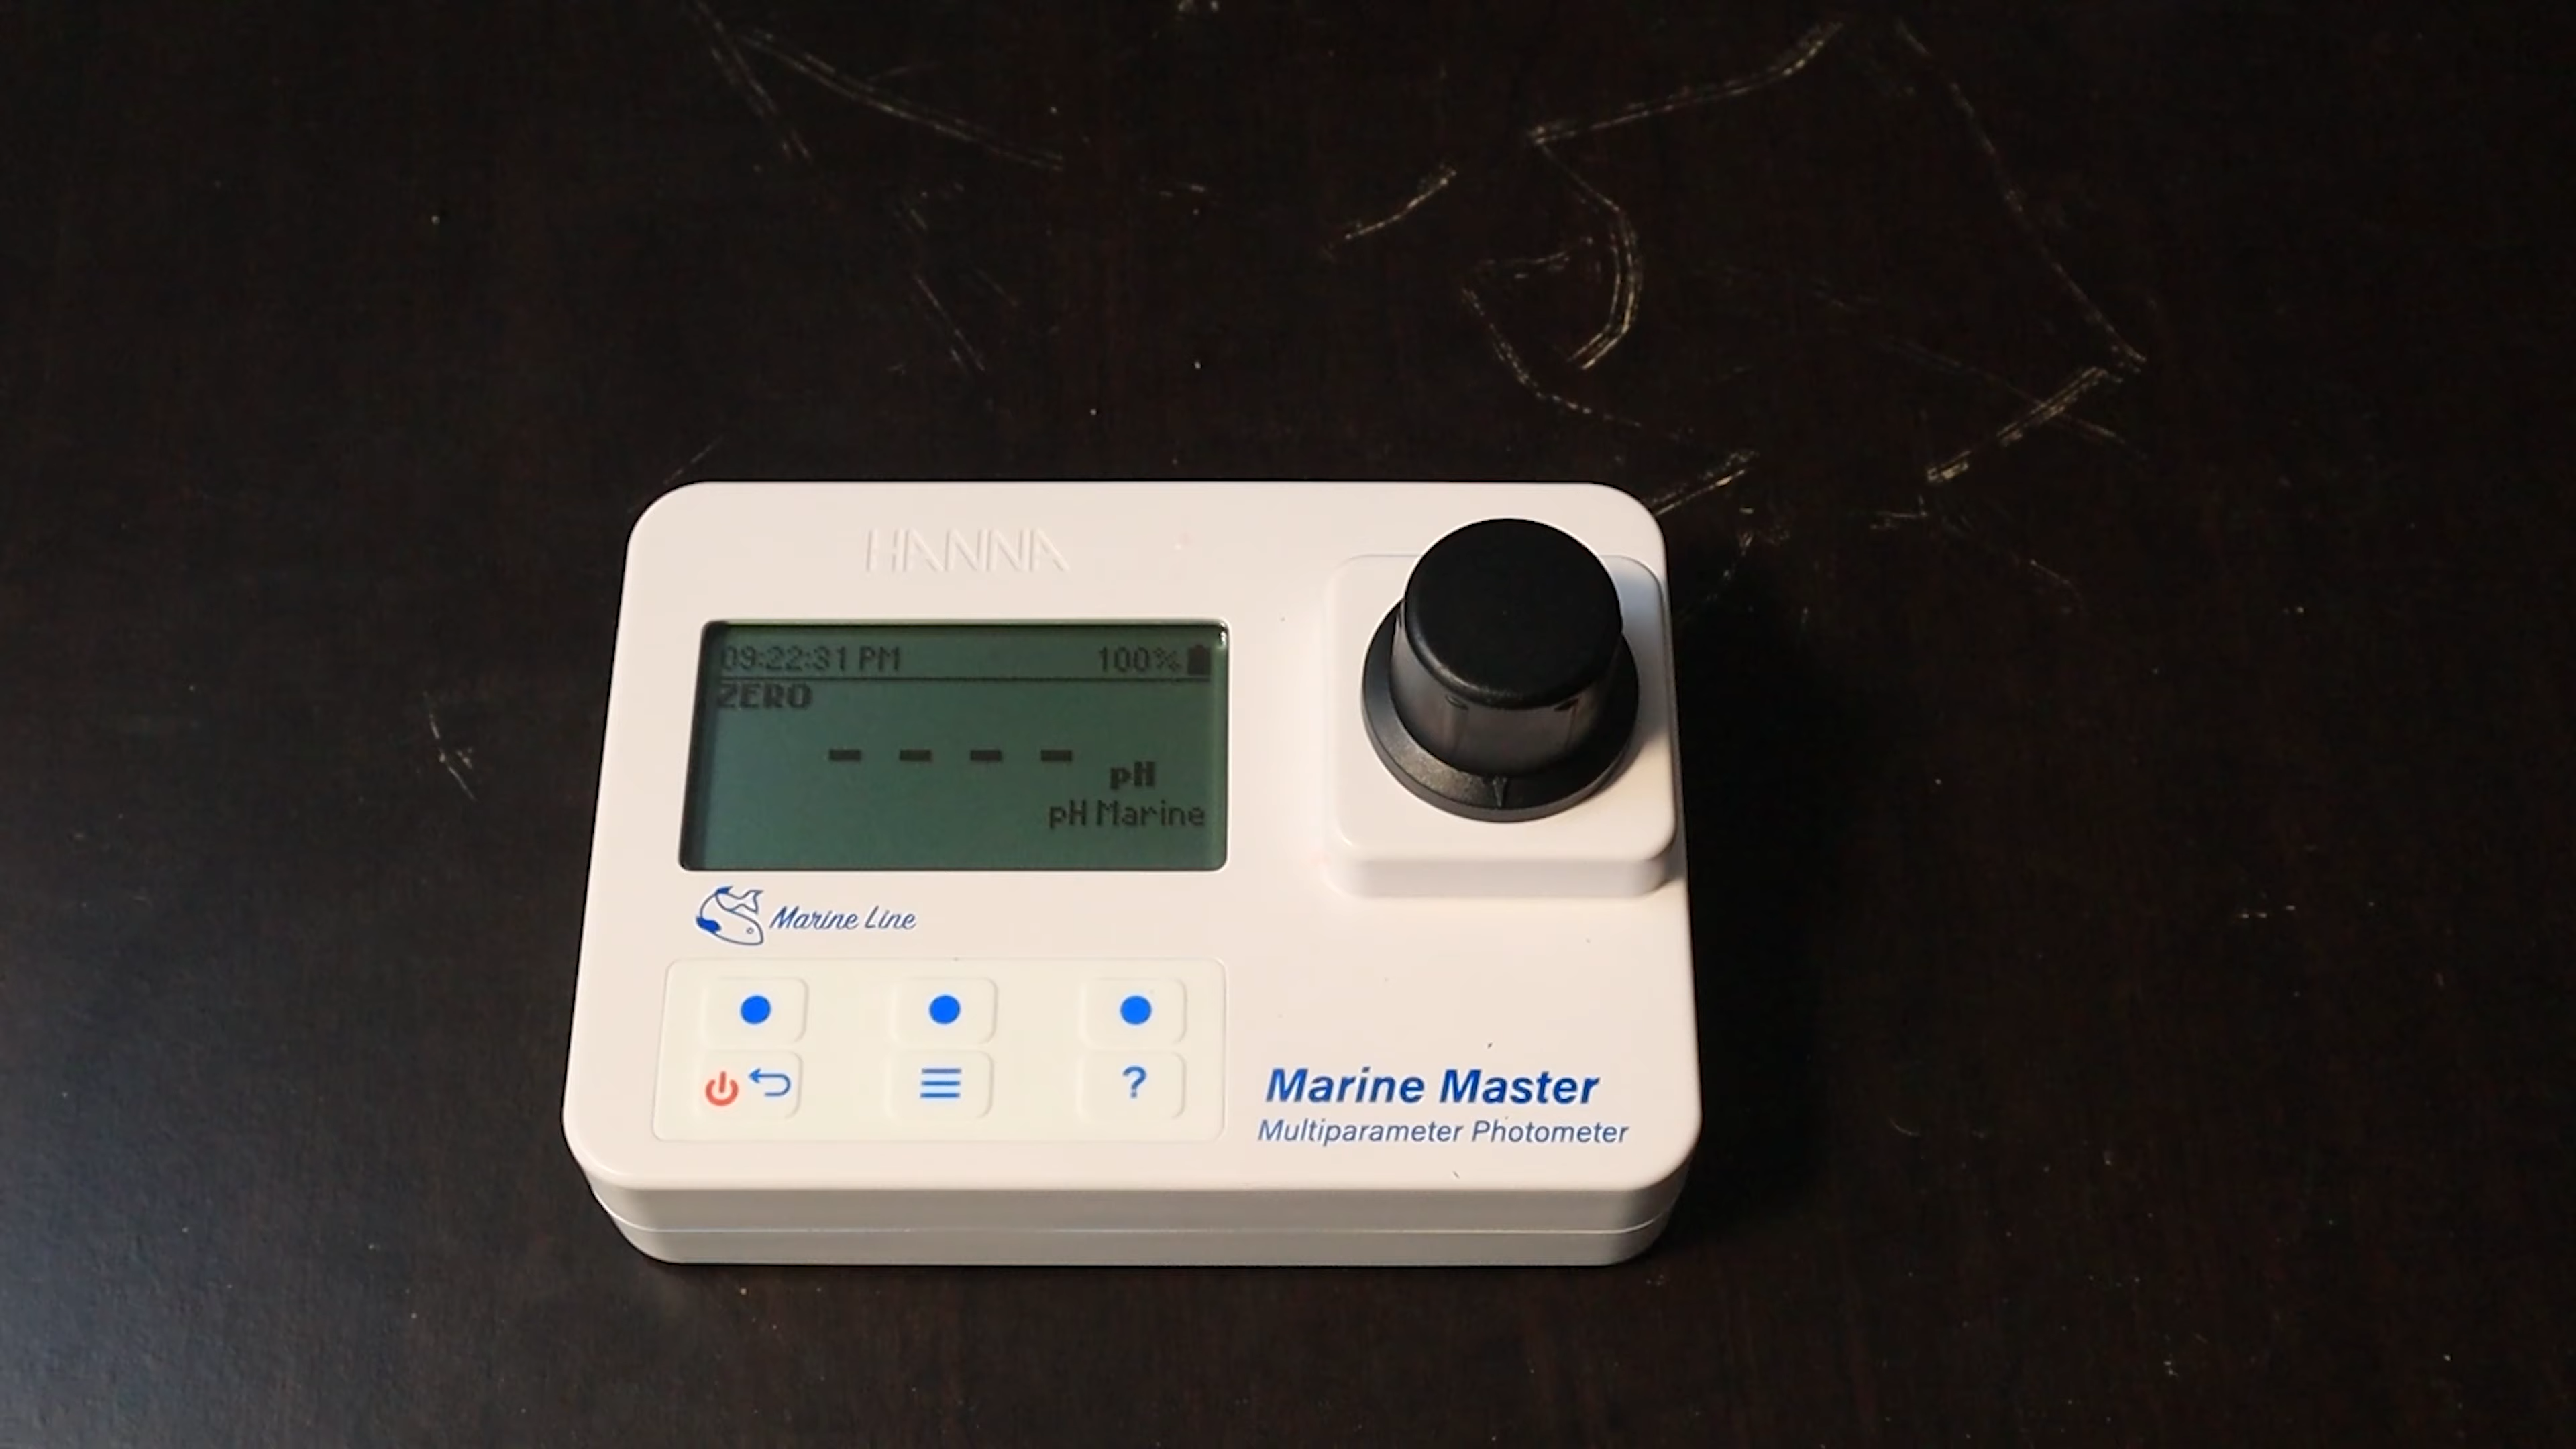 HANNA
09:22:31 PM 100%
ZERO
---- pH
pH Marine
Marine Line
?
Marine Master
Multiparameter Photometer